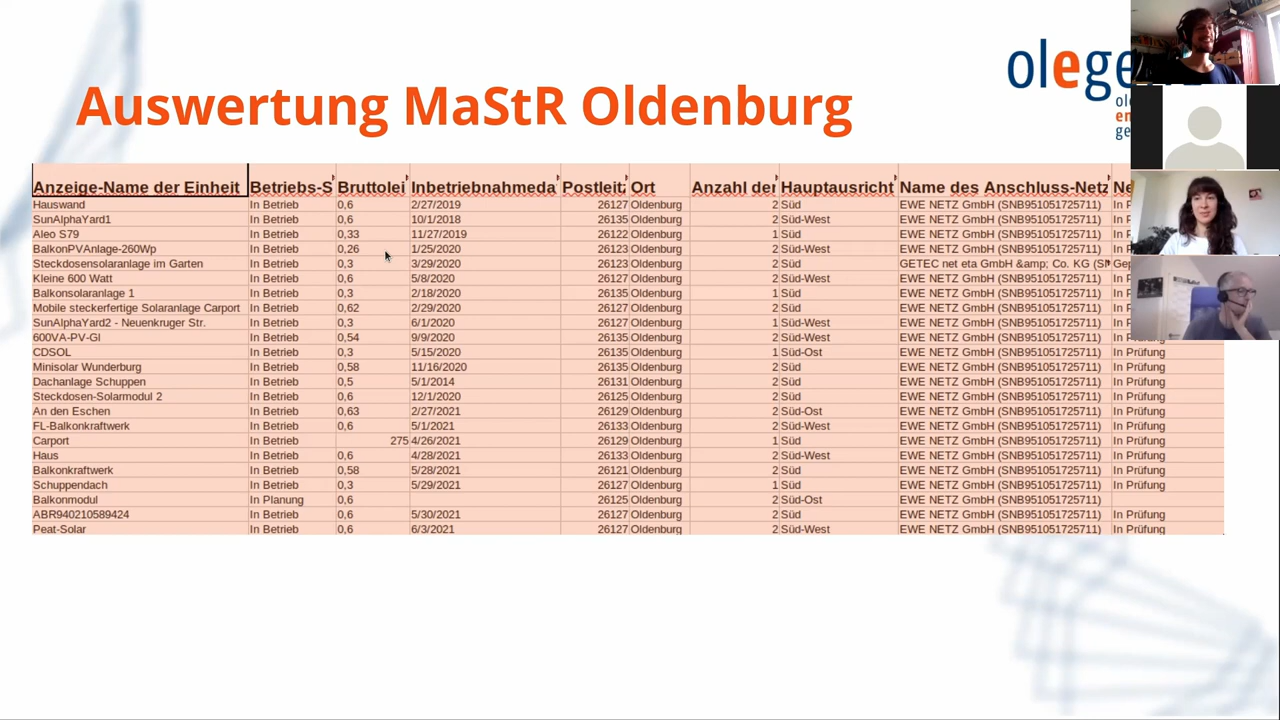 olege
Auswertung MaStR Oldenburg
Anzeige-Name der Einheit Betriebs-S Bruttolei Inbetriebnahmeda Postleitz Ort Anzahl der Hauptausricht Name des Anschluss-Netz Ne
Hauswand In Betrieb 0,6 2/27/2019 26127 Oldenburg 2 Süd EWE NETZ GmbH (SNB951051725711) In P
SunAlphaYard1 In Betrieb 0,6 10/1/2018 26135 Oldenburg 2 Süd-West EWE NETZ GmbH (SNB951051725711) In P
Aleo S79 In Betrieb 0,33 11/27/2019 26122 Oldenburg 1 Süd EWE NETZ GmbH (SNB951051725711) In P
BalkonPVAnlage-260Wp In Betrieb 0.26 1/25/2020 26123 Oldenburg 2 Süd-West EWE NETZ GmbH (SNB951051725711) In P
Steckdosensolaranlage im Garten In Betrieb 0,3 3/29/2020 26123 Oldenburg 2 Süd GETEC net eta GmbH &amp; Co. KG (SN Gep
Kleine 600 Watt In Betrieb 0,6 5/8/2020 26127 Oldenburg 2 Süd-West EWE NETZ GmbH (SNB951051725711) In P
Balkonsolaranlage 1 In Betrieb 0,3 2/18/2020 26135 Oldenburg 1 Süd EWE NETZ GmbH (SNB951051725711) In P
Mobile steckerfertige Solaranlage Carport In Betrieb 0,62 2/29/2020 26127 Oldenburg 2 Süd EWE NETZ GmbH (SNB951051725711) In P
SunAlphaYard2 - Neuenkruger Str. In Betrieb 0,3 6/1/2020 26127 Oldenburg 1 Süd-West EWE NETZ GmbH (SNB951051725711) In P
600VA-PV-GI In Betrieb 0,54 9/9/2020 26135 Oldenburg 2 Süd-West EWE NETZ GmbH (SNB951051725711) In P
CDSOL In Betrieb 0,3 5/15/2020 26135 Oldenburg 1 Süd-Ost EWE NETZ GmbH (SNB951051725711) In Prüfung
Minisolar Wunderburg In Betrieb 0,58 11/16/2020 26135 Oldenburg 2 Süd EWE NETZ GmbH (SNB951051725711) In Prüfung
Dachanlage Schuppen In Betrieb 0,5 5/1/2014 26131 Oldenburg 2 Süd EWE NETZ GmbH (SNB951051725711) In Prüfung
Steckdosen-Solarmodul 2 In Betrieb 0,6 12/1/2020 26125 Oldenburg 2 Süd EWE NETZ GmbH (SNB951051725711) In Prüfung
An den Eschen In Betrieb 0,63 2/27/2021 26129 Oldenburg 2 Süd-Ost EWE NETZ GmbH (SNB951051725711) In Prüfung
FL-Balkonkraftwerk In Betrieb 0,6 5/1/2021 26133 Oldenburg 2 Süd-West EWE NETZ GmbH (SNB951051725711) In Prüfung
Carport In Betrieb 275 4/26/2021 26129 Oldenburg 1 Süd EWE NETZ GmbH (SNB951051725711) In Prüfung
Haus In Betrieb 0,6 4/28/2021 26133 Oldenburg 2 Süd-West EWE NETZ GmbH (SNB951051725711) In Prüfung
Balkonkraftwerk In Betrieb 0,58 5/28/2021 26121 Oldenburg 2 Süd EWE NETZ GmbH (SNB951051725711) In Prüfung
Schuppendach In Betrieb 0,3 5/29/2021 26127 Oldenburg 1 Süd EWE NETZ GmbH (SNB951051725711) In Prüfung
Balkonmodul In Planung 0,6 26125 Oldenburg 2 Süd-Ost EWE NETZ GmbH (SNB951051725711)
ABR940210589424 In Betrieb 0,6 5/30/2021 26127 Oldenburg 2 Süd EWE NETZ GmbH (SNB951051725711) In Prüfung
Peat-Solar In Betrieb 0,6 6/3/2021 26127 Oldenburg 2 Süd-West EWE NETZ GmbH (SNB951051725711) In Prüfung